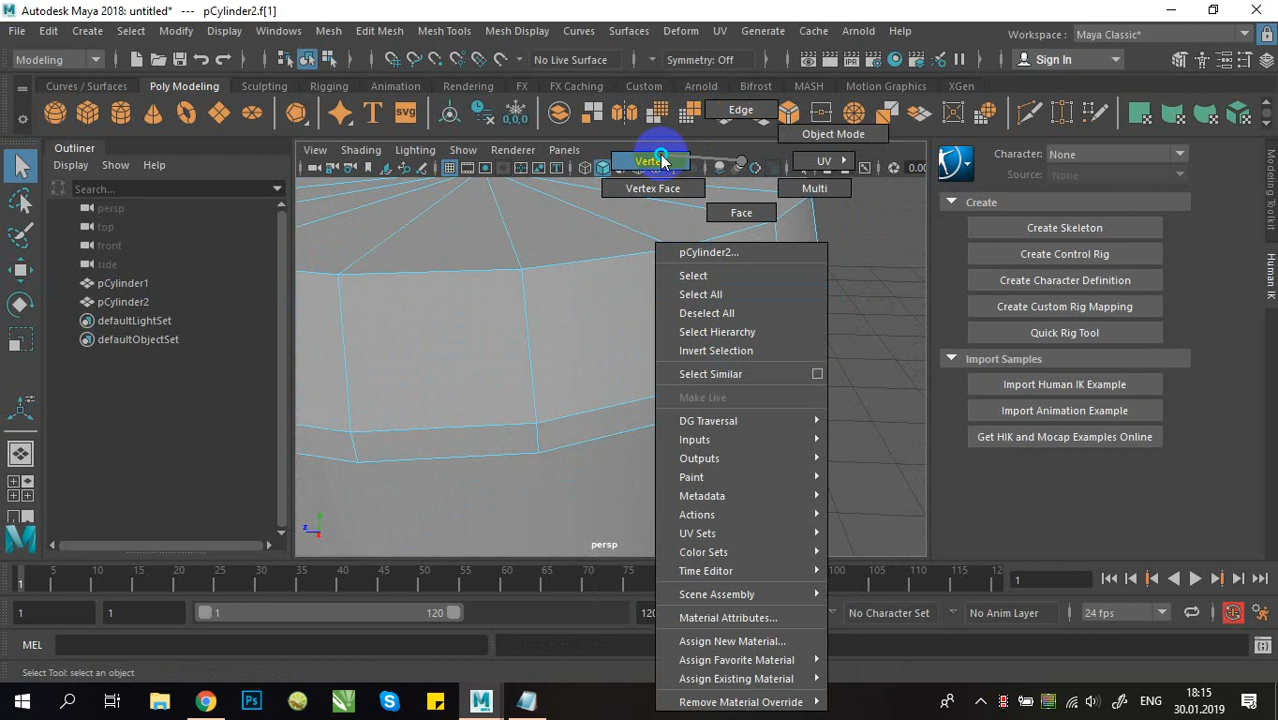 Autodesk Maya 2018: untitled*   ---   pCylinder2.f[1]
File Edit Create Select Modify Display Windows Mesh Edit Mesh Mesh Tools Mesh Display Curves Surfaces Deform UV Generate Cache Arnold Help
Workspace : Maya Classic*
Modeling No Live Surface Symmetry: Off Sign In
Curves / Surfaces Poly Modeling Sculpting Rigging Animation Rendering FX FX Caching Custom Arnold Bifrost MASH Motion Graphics XGen
T SVG 0,0,0
Edge
Object Mode
Vertex UV
Vertex Face Multi
Face
Outliner
Display Show Help
Search...
persp
top
front
side
pCylinder1
pCylinder2
defaultLightSet
defaultObjectSet
View Shading Lighting Show Renderer Panels
0.00
pCylinder2...
Select
Select All
Deselect All
Select Hierarchy
Invert Selection
Select Similar
Make Live
DG Traversal
Inputs
Outputs
Paint
Metadata
Actions
UV Sets
Color Sets
Time Editor
Scene Assembly
Material Attributes...
Assign New Material...
Assign Favorite Material
Assign Existing Material
Remove Material Override
z y x
persp
Character: None
Source: None
Create
Create Skeleton
Create Control Rig
Create Character Definition
Create Custom Rig Mapping
Quick Rig Tool
Import Samples
Import Human IK Example
Import Animation Example
Get HIK and Mocap Examples Online
Human IK
1 5 10 15 20 25 30 35 40 45 50 55 60 65 70 75 100 105 110 115 1
1
1 1 1 120 120 No Character Set No Anim Layer 24 fps
MEL
Select Tool: select an object
Ps
ENG
18:15
30.01.2019